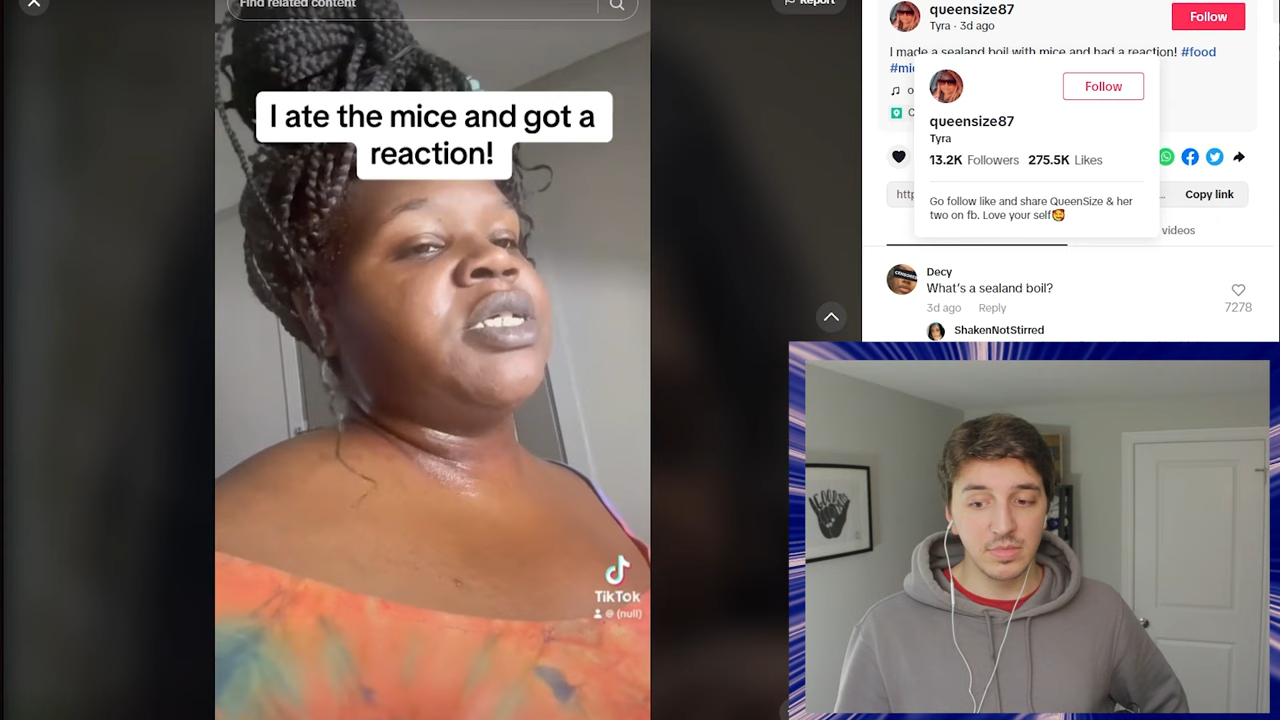 Find related content
Report
I ate the mice and got a
reaction!
TikTok
@ (null)
queensize87
Tyra · 3d ago
Follow
I made a sealand boil with mice and had a reaction! #food
Follow
queensize87
Tyra
13.2K Followers 275.5K Likes
Go follow like and share QueenSize & her
two on fb. Love your self🥰
Copy link
videos
Decy
What's a sealand boil?
3d ago Reply
7278
ShakenNotStirred